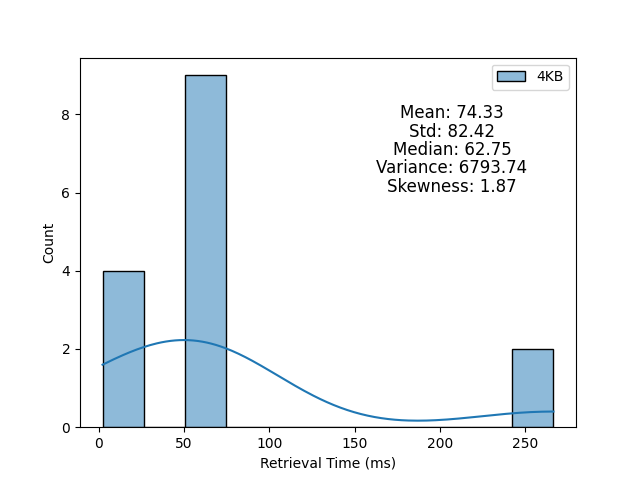 4KB
Mean: 74.33
Std: 82.42
Median: 62.75
Variance: 6793.74
Skewness: 1.87
8
6
4
2
0
Count
0 50 100 150 200 250
Retrieval Time (ms)